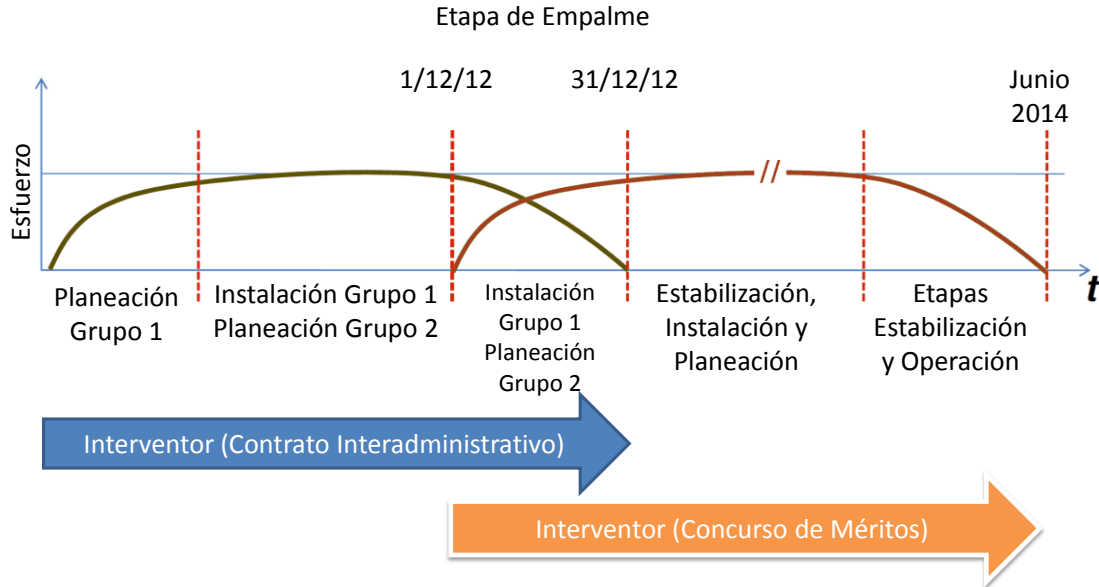 Etapa de Empalme
1/12/12
31/12/12
Junio
2014
Esfuerzo
//
t
Planeación
Grupo 1
Instalación Grupo 1
Planeación Grupo 2
Instalación
Grupo 1
Planeación
Grupo 2
Estabilización,
Instalación y
Planeación
Etapas
Estabilización
y Operación
Interventor (Contrato Interadministrativo)
Interventor (Concurso de Méritos)